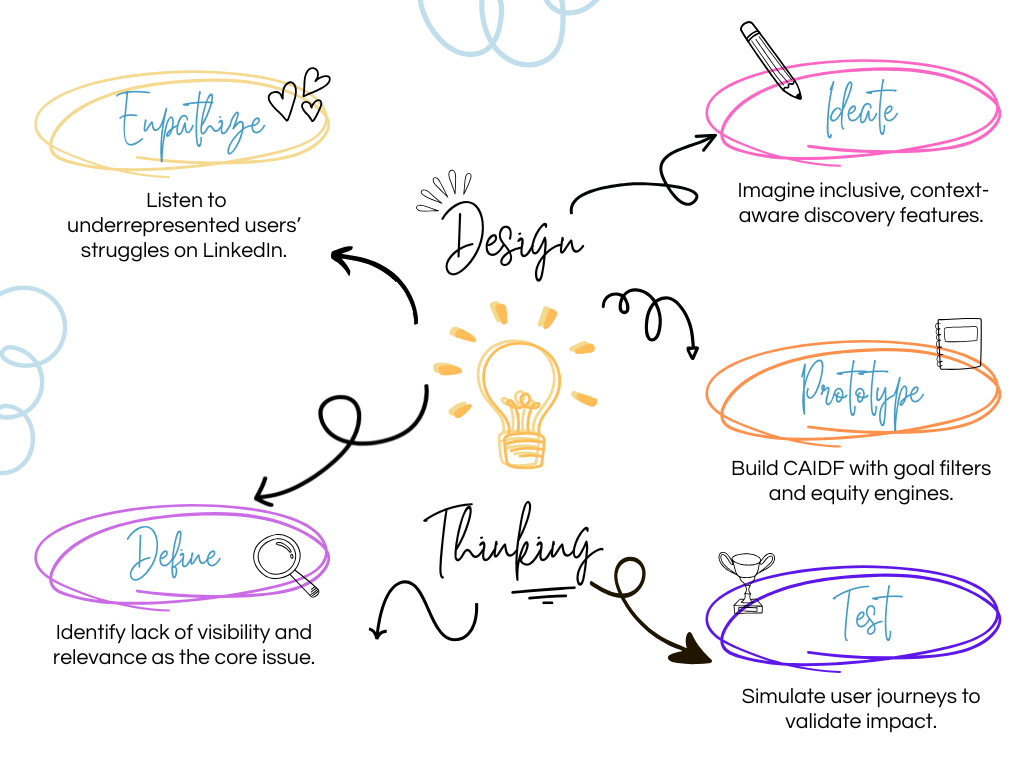 Empathize
Listen to
underrepresented users’
struggles on LinkedIn.
Define
Identify lack of visibility and
relevance as the core issue.
Design
Thinking
Ideate
Imagine inclusive, context-
aware discovery features.
Prototype
Build CAIDF with goal filters
and equity engines.
Test
Simulate user journeys to
validate impact.